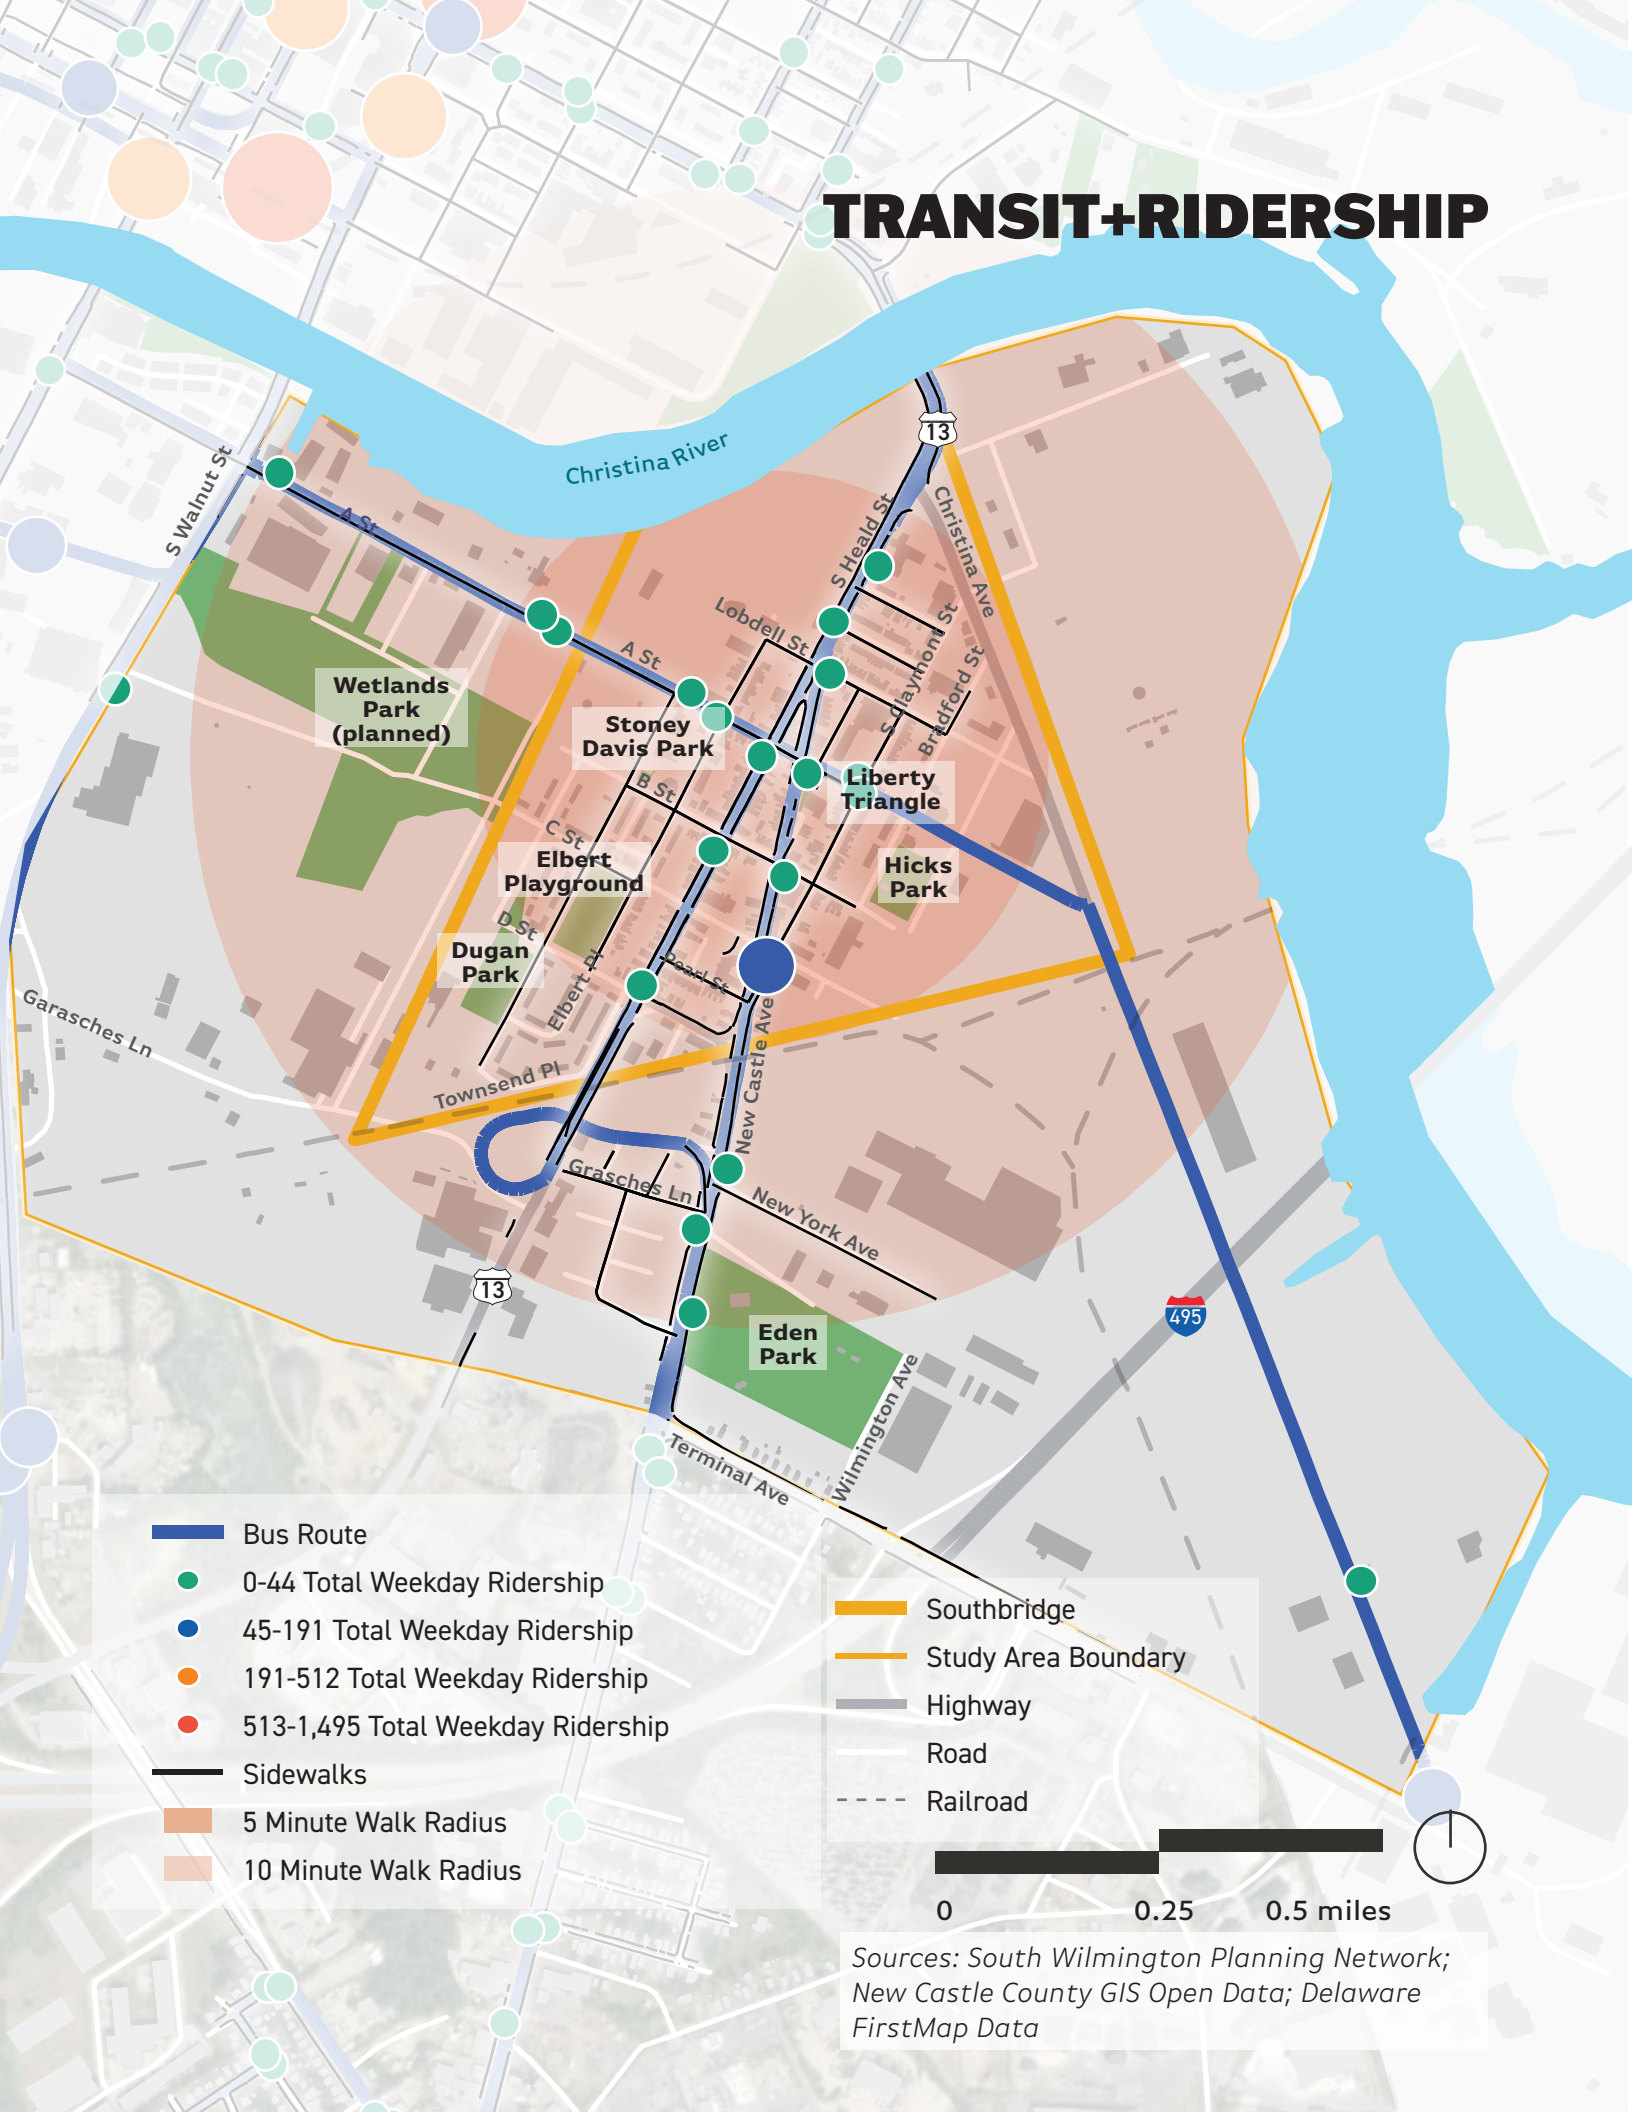 TRANSIT+RIDERSHIP
Christina River
13
S Walnut St
A St
S Heald St
Christina Ave
Lobdell St
A St
S Claymont St
Bradford St
Wetlands
Park
(planned)
Stoney
Davis Park
B St
Liberty
Triangle
C St
Elbert
Playground
Hicks
Park
D St
Dugan
Park
Elbert Pl
Pearl St
Garasches Ln
New Castle Ave
Townsend Pl
Grasches Ln
New York Ave
13
495
Eden
Park
Wilmington Ave
Terminal Ave
Bus Route
0-44 Total Weekday Ridership
45-191 Total Weekday Ridership
191-512 Total Weekday Ridership
513-1,495 Total Weekday Ridership
Sidewalks
5 Minute Walk Radius
10 Minute Walk Radius
Southbridge
Study Area Boundary
Highway
Road
Railroad
0 0.25 0.5 miles
Sources: South Wilmington Planning Network;
New Castle County GIS Open Data; Delaware
FirstMap Data